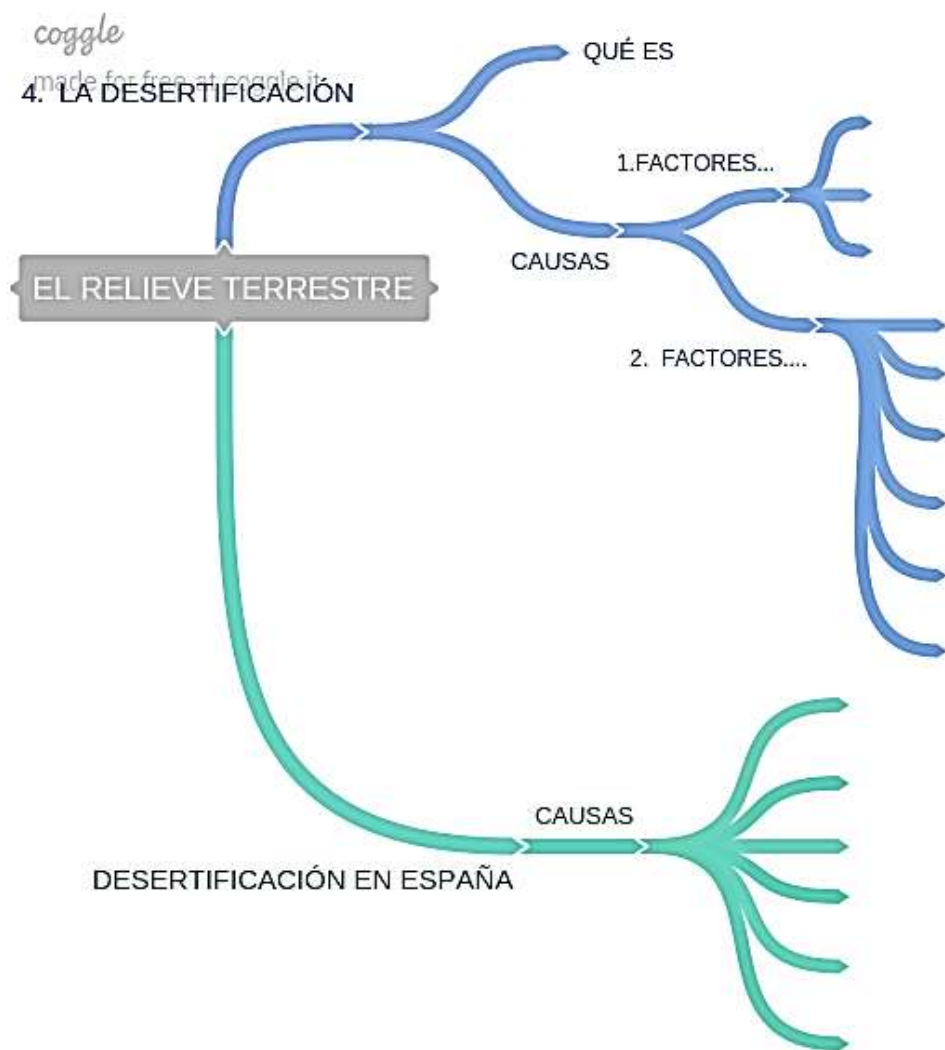 coggle
made for free at coggle.it
4. LA DESERTIFICACIÓN
QUÉ ES
1.FACTORES...
CAUSAS
EL RELIEVE TERRESTRE
2. FACTORES....
CAUSAS
DESERTIFICACIÓN EN ESPAÑA